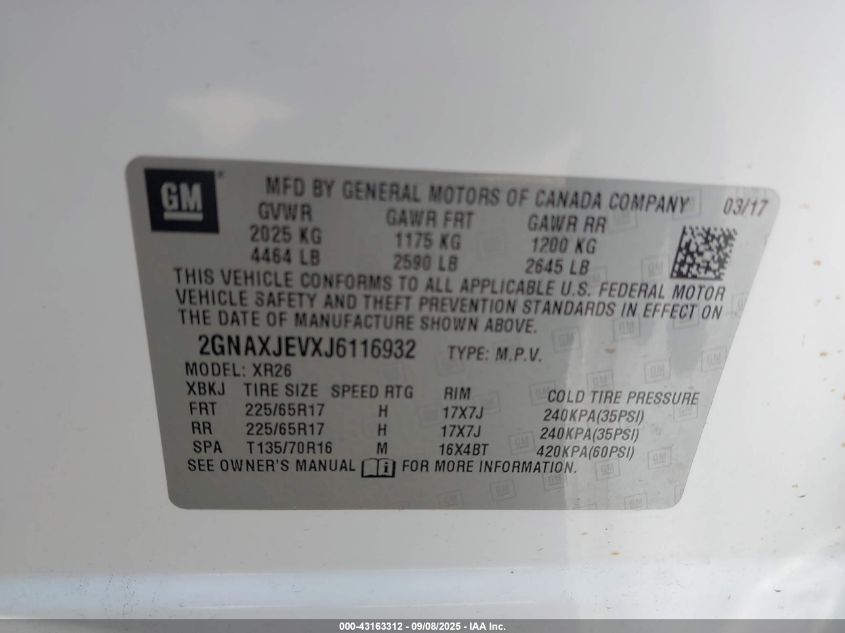 GM MFD BY GENERAL MOTORS OF CANADA COMPANY 03/17
GVWR GAWR FRT GAWR RR
2025 KG 1175 KG 1200 KG
4464 LB 2590 LB 2645 LB
THIS VEHICLE CONFORMS TO ALL APPLICABLE U.S. FEDERAL MOTOR
VEHICLE SAFETY AND THEFT PREVENTION STANDARDS IN EFFECT ON
THE DATE OF MANUFACTURE SHOWN ABOVE.
2GNAXJEVXJ6116932 TYPE: M.P.V.
MODEL: XR26
XBKJ TIRE SIZE SPEED RTG RIM COLD TIRE PRESSURE
FRT 225/65R17 H 17X7J 240KPA(35PSI)
RR 225/65R17 H 17X7J 240KPA(35PSI)
SPA T135/70R16 M 16X4BT 420KPA(60PSI)
SEE OWNER'S MANUAL i FOR MORE INFORMATION.
000-43163312 - 09/08/2025 - IAA Inc.